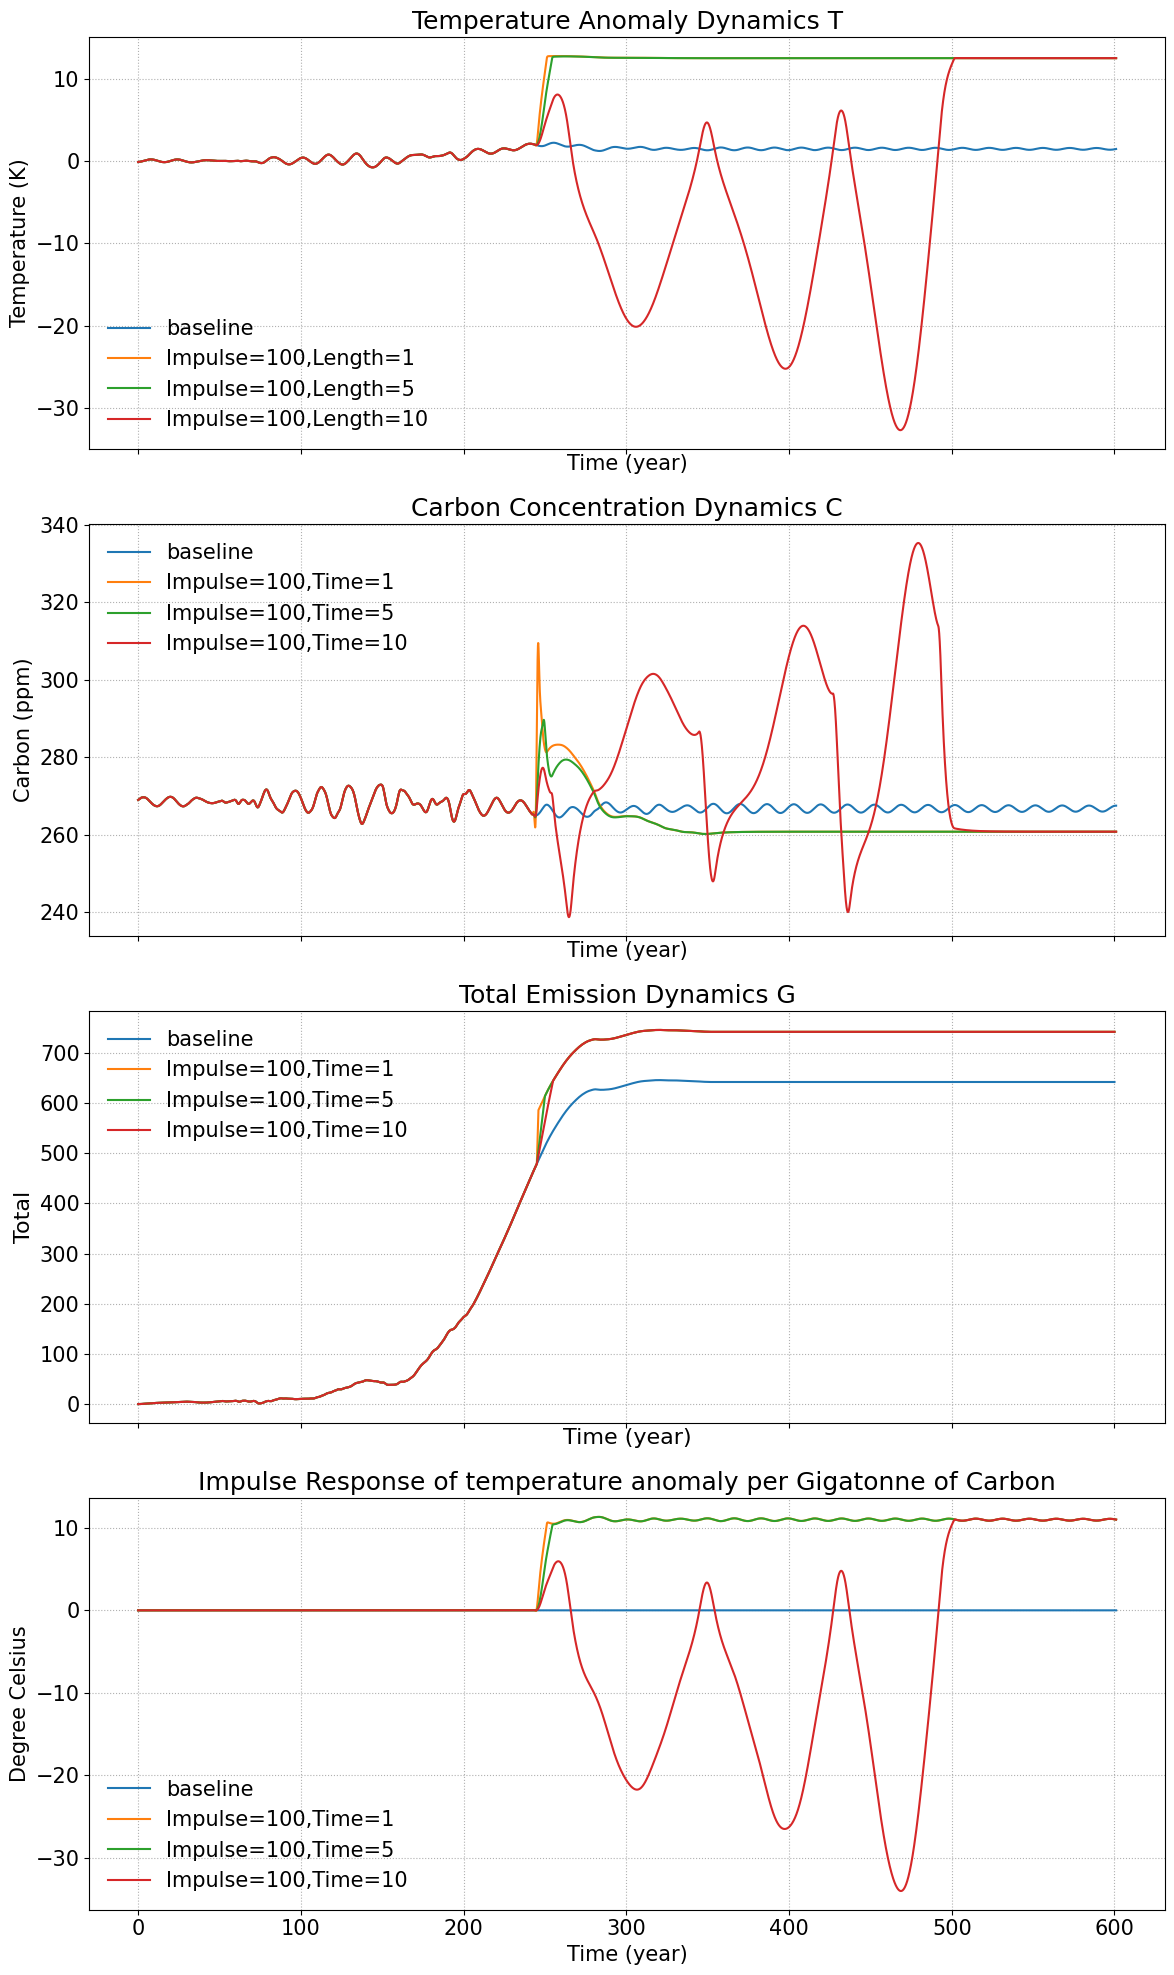 Temperature Anomaly Dynamics T
Temperature (K)
10
0
−10
−20
−30
baseline
Impulse=100,Length=1
Impulse=100,Length=5
Impulse=100,Length=10
Time (year)
Carbon Concentration Dynamics C
Carbon (ppm)
340
320
300
280
260
240
baseline
Impulse=100,Time=1
Impulse=100,Time=5
Impulse=100,Time=10
Time (year)
Total Emission Dynamics G
Total
700
600
500
400
300
200
100
0
baseline
Impulse=100,Time=1
Impulse=100,Time=5
Impulse=100,Time=10
Time (year)
Impulse Response of temperature anomaly per Gigatonne of Carbon
Degree Celsius
10
0
−10
−20
−30
baseline
Impulse=100,Time=1
Impulse=100,Time=5
Impulse=100,Time=10
0 100 200 300 400 500 600
Time (year)